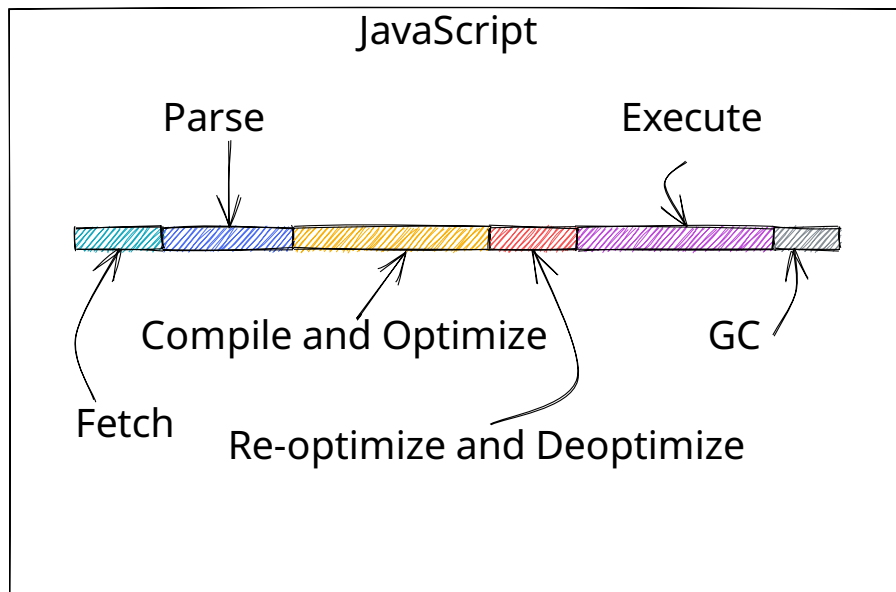 JavaScript
Parse
Execute
Compile and Optimize
GC
Fetch
Re-optimize and Deoptimize